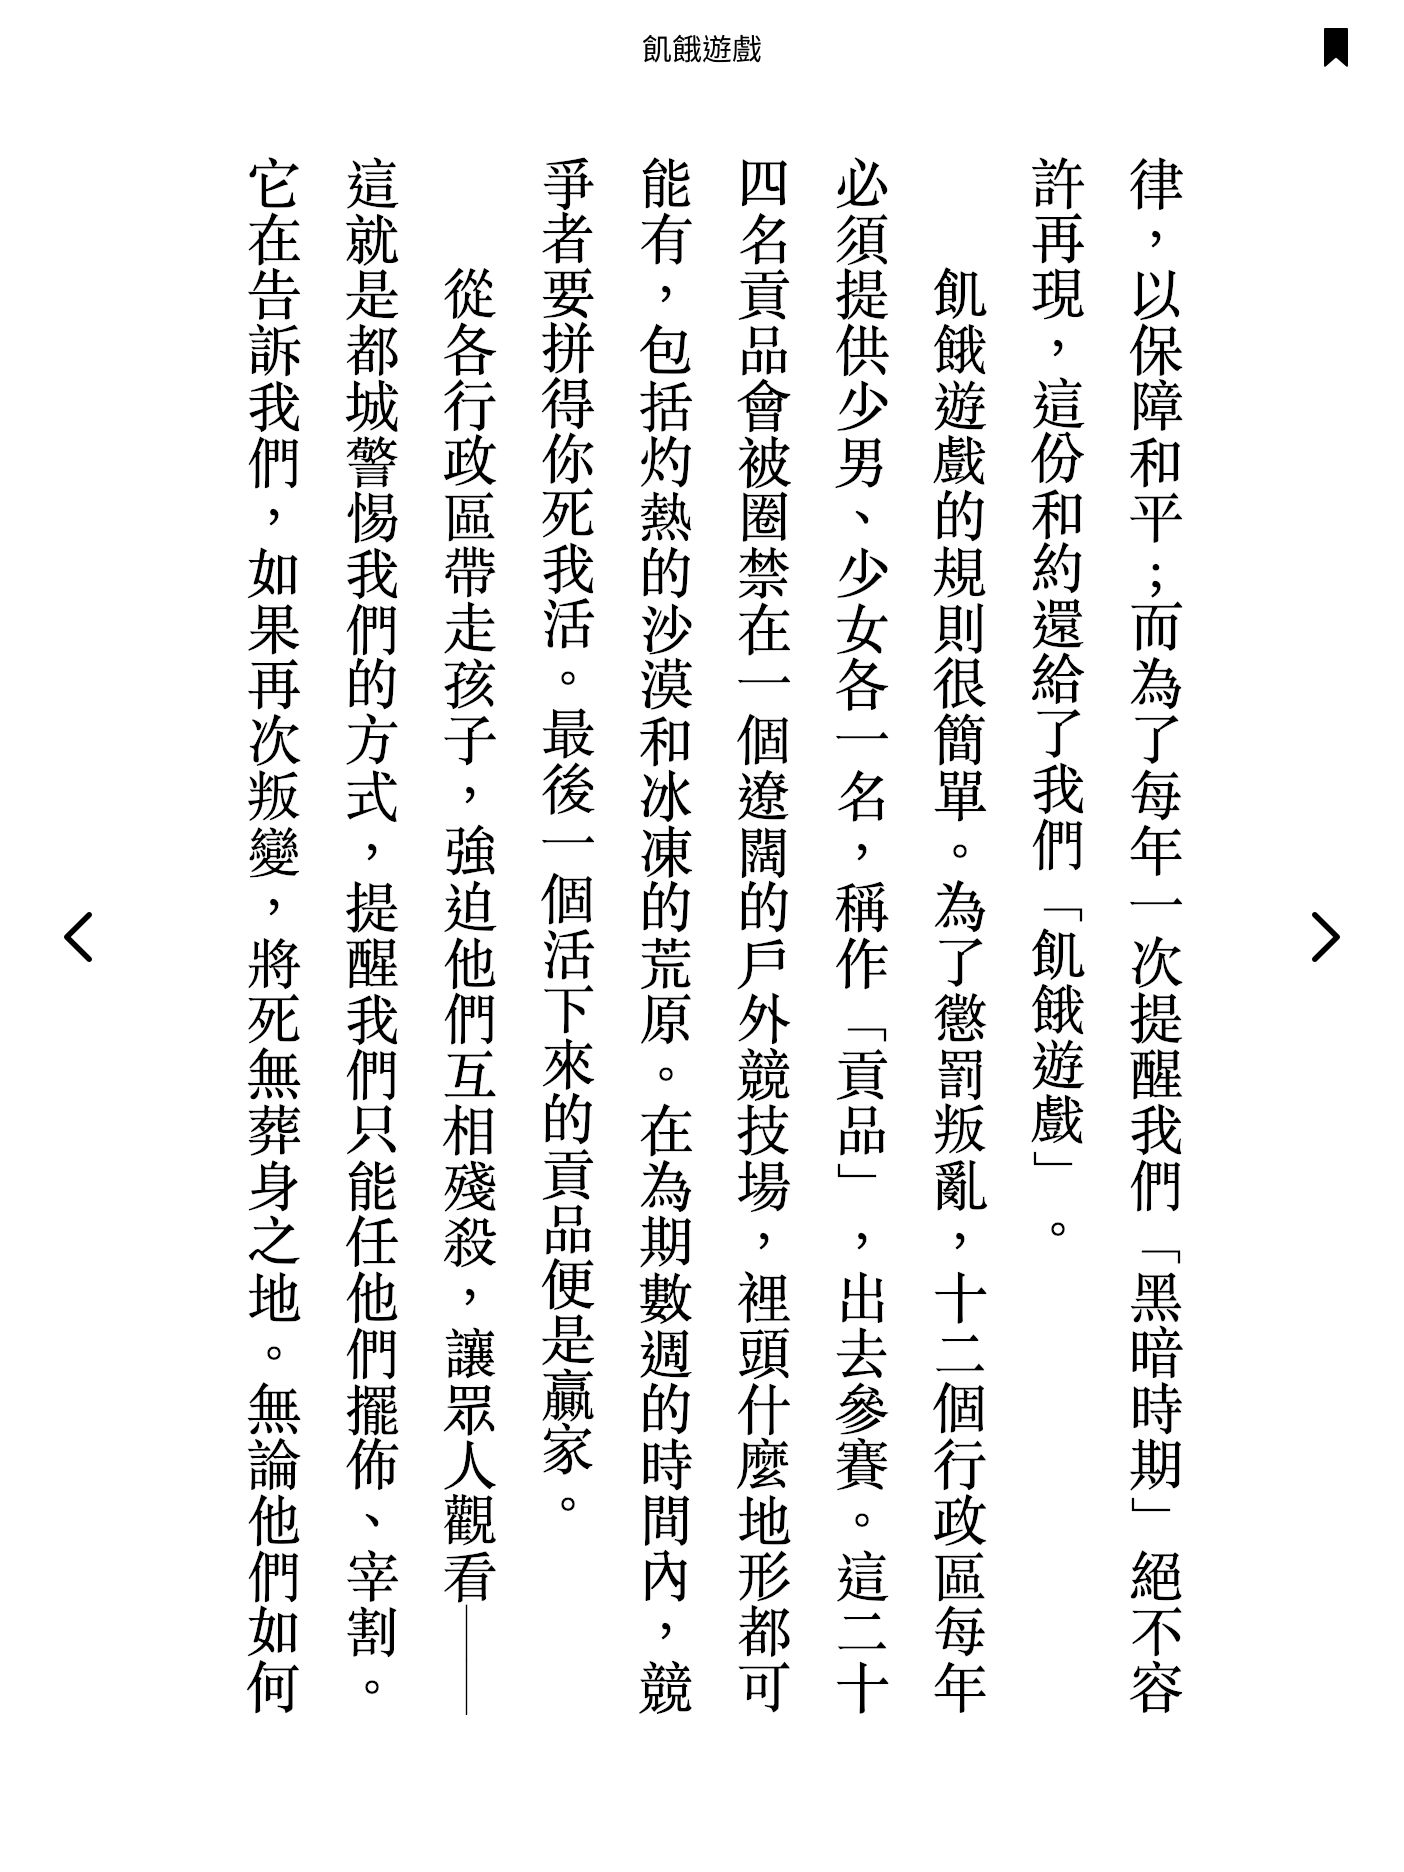 飢餓遊戲
律，以保障和平；而為了每年一次提醒我們「黑暗時期」絕不容
許再現，這份和約還給了我們「飢餓遊戲」。
飢餓遊戲的規則很簡單。為了懲罰叛亂，十二個行政區每年
必須提供少男、少女各一名，稱作「貢品」，出去參賽。這二十
四名貢品會被圈禁在一個遼闊的戶外競技場，裡頭什麼地形都可
能有，包括灼熱的沙漠和冰凍的荒原。在為期數週的時間內，競
爭者要拼得你死我活。最後一個活下來的貢品便是贏家。
從各行政區帶走孩子，強迫他們互相殘殺，讓眾人觀看——
這就是都城警惕我們的方式，提醒我們只能任他們擺佈、宰割。
它在告訴我們，如果再次叛變，將死無葬身之地。無論他們如何